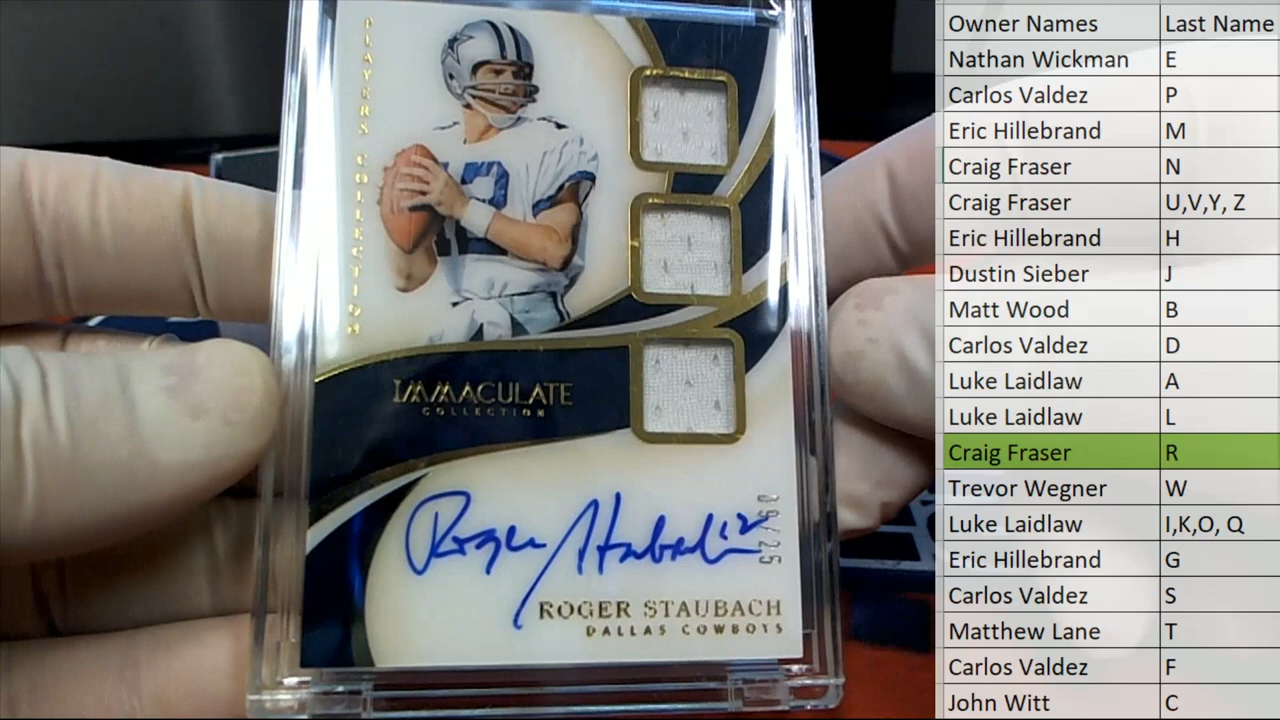 PLAYERS COLLECTION
12
IMMACULATE
COLLECTION
Roger Staubach 12
09/25
ROGER STAUBACH
DALLAS COWBOYS
Owner Names Last Name
Nathan Wickman E
Carlos Valdez P
Eric Hillebrand M
Craig Fraser N
Craig Fraser U,V,Y, Z
Eric Hillebrand H
Dustin Sieber J
Matt Wood B
Carlos Valdez D
Luke Laidlaw A
Luke Laidlaw L
Craig Fraser R
Trevor Wegner W
Luke Laidlaw I,K,O, Q
Eric Hillebrand G
Carlos Valdez S
Matthew Lane T
Carlos Valdez F
John Witt C